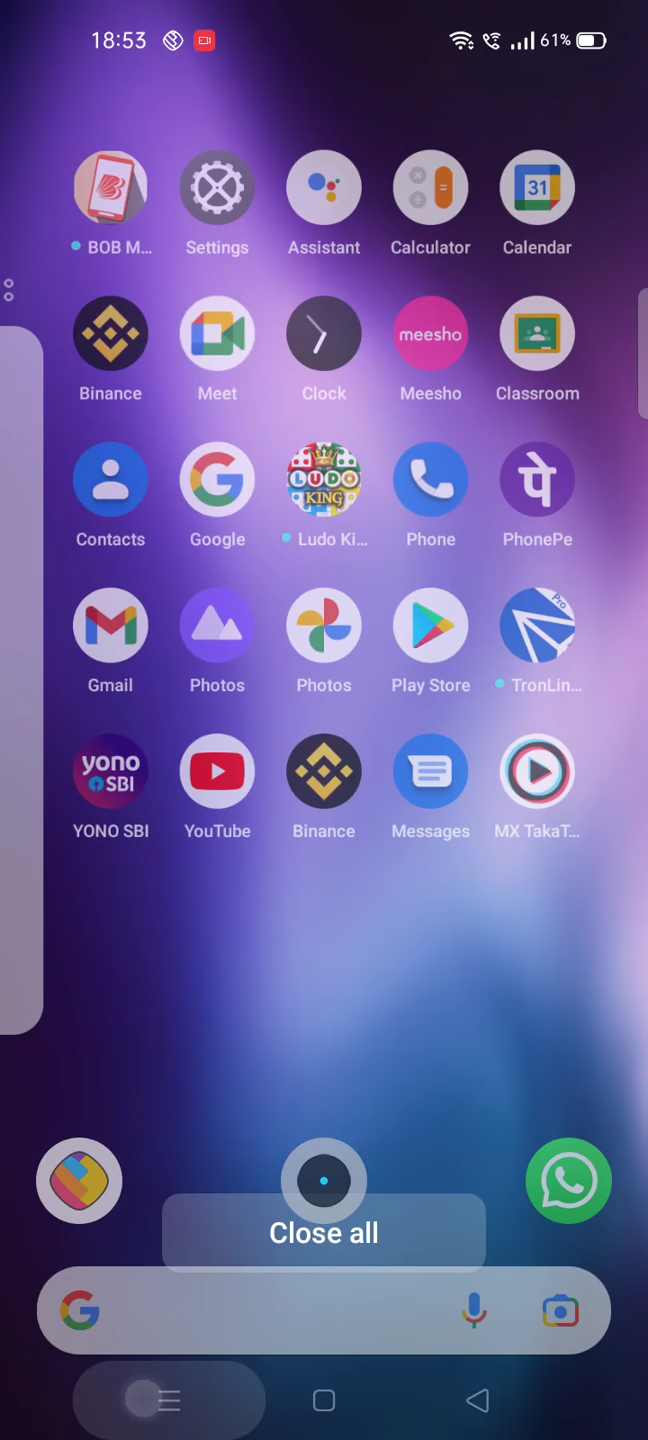 18:53 61%
31
BOB M... Settings Assistant Calculator Calendar
meesho
Binance Meet Clock Meesho Classroom
LUDO
KING
पे
Contacts Google Ludo Ki... Phone PhonePe
Pro
Gmail Photos Photos Play Store TronLin...
yono
SBI
YONO SBI YouTube Binance Messages MX TakaT...
Close all